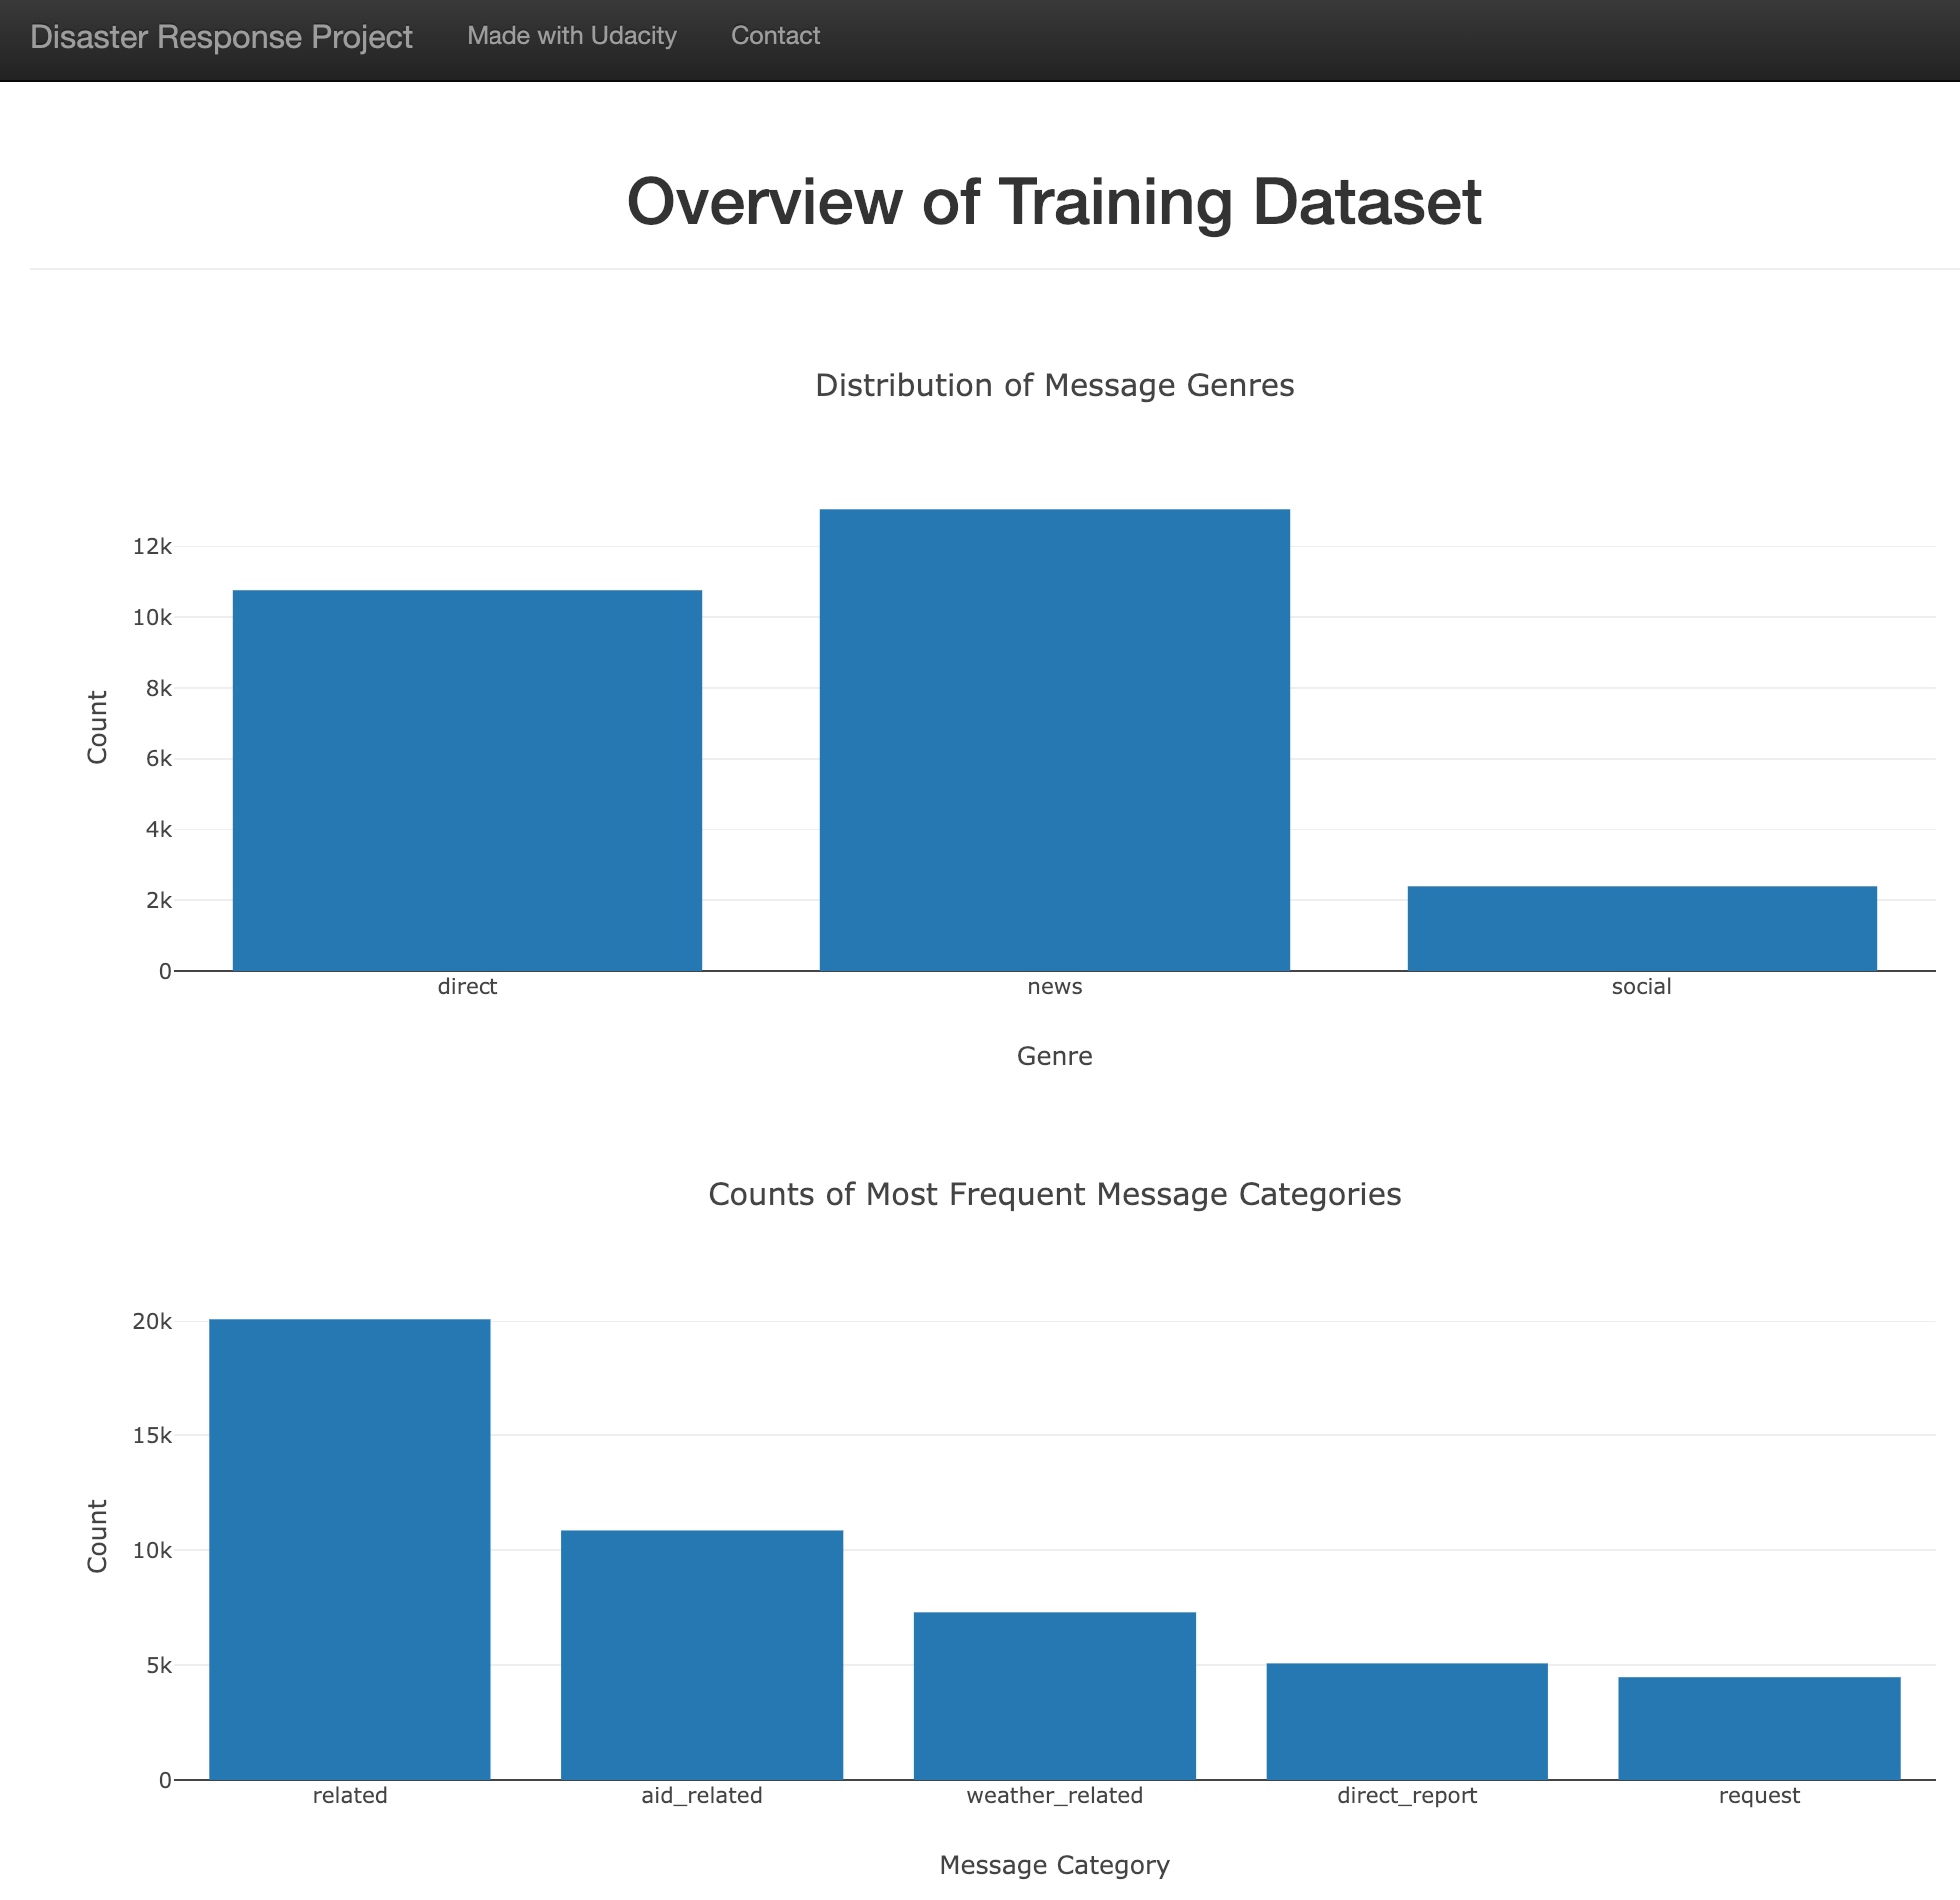 Disaster Response Project Made with Udacity Contact
Overview of Training Dataset
Distribution of Message Genres
12k
10k
8k
6k
4k
2k
0
Count
direct news social
Genre
Counts of Most Frequent Message Categories
20k
15k
10k
5k
0
Count
related aid_related weather_related direct_report request
Message Category